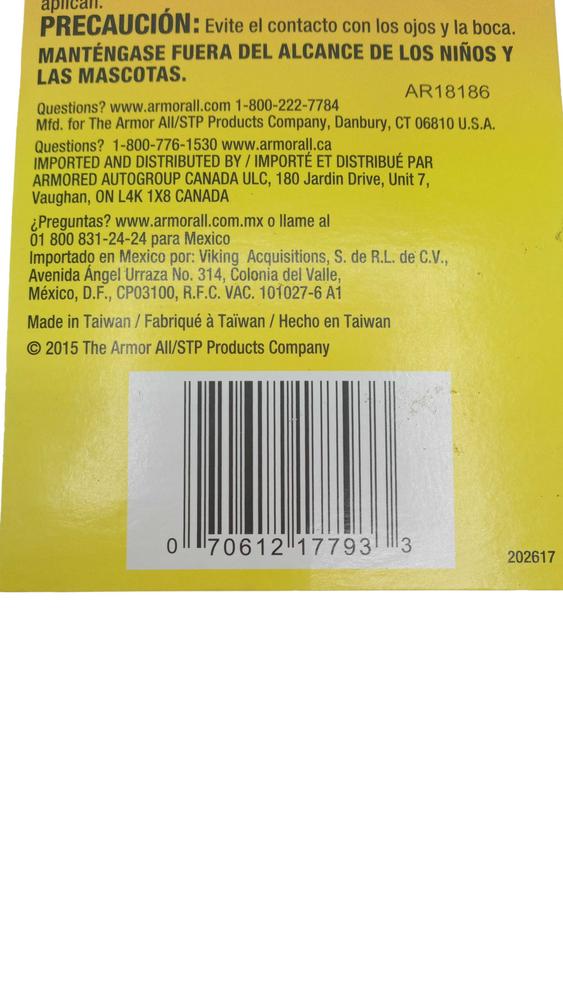 aplican.
PRECAUCIÓN: Evite el contacto con los ojos y la boca.
MANTÉNGASE FUERA DEL ALCANCE DE LOS NIÑOS Y
LAS MASCOTAS.
AR18186
Questions? www.armorall.com 1-800-222-7784
Mfd. for The Armor All/STP Products Company, Danbury, CT 06810 U.S.A.
Questions? 1-800-776-1530 www.armorall.ca
IMPORTED AND DISTRIBUTED BY / IMPORTÉ ET DISTRIBUÉ PAR
ARMORED AUTOGROUP CANADA ULC, 180 Jardin Drive, Unit 7,
Vaughan, ON L4K 1X8 CANADA
¿Preguntas? www.armorall.com.mx o llame al
01 800 831-24-24 para Mexico
Importado en Mexico por: Viking Acquisitions, S. de R.L. de C.V.,
Avenida Ángel Urraza No. 314, Colonia del Valle,
México, D.F., CP03100, R.F.C. VAC. 101027-6 A1
Made in Taiwan / Fabriqué à Taïwan / Hecho en Taiwan
© 2015 The Armor All/STP Products Company
0 70612 17793 3
202617